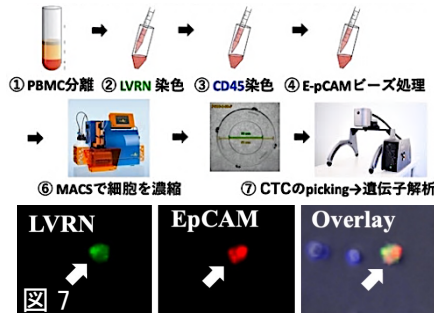 ① PBMC分離 ② LVRN 染色 ③ CD45染色 ④ E-pCAMビーズ処理
⑥ MACSで細胞を濃縮 ⑦ CTCのpicking→遺伝子解析
LVRN EpCAM Overlay
図 7